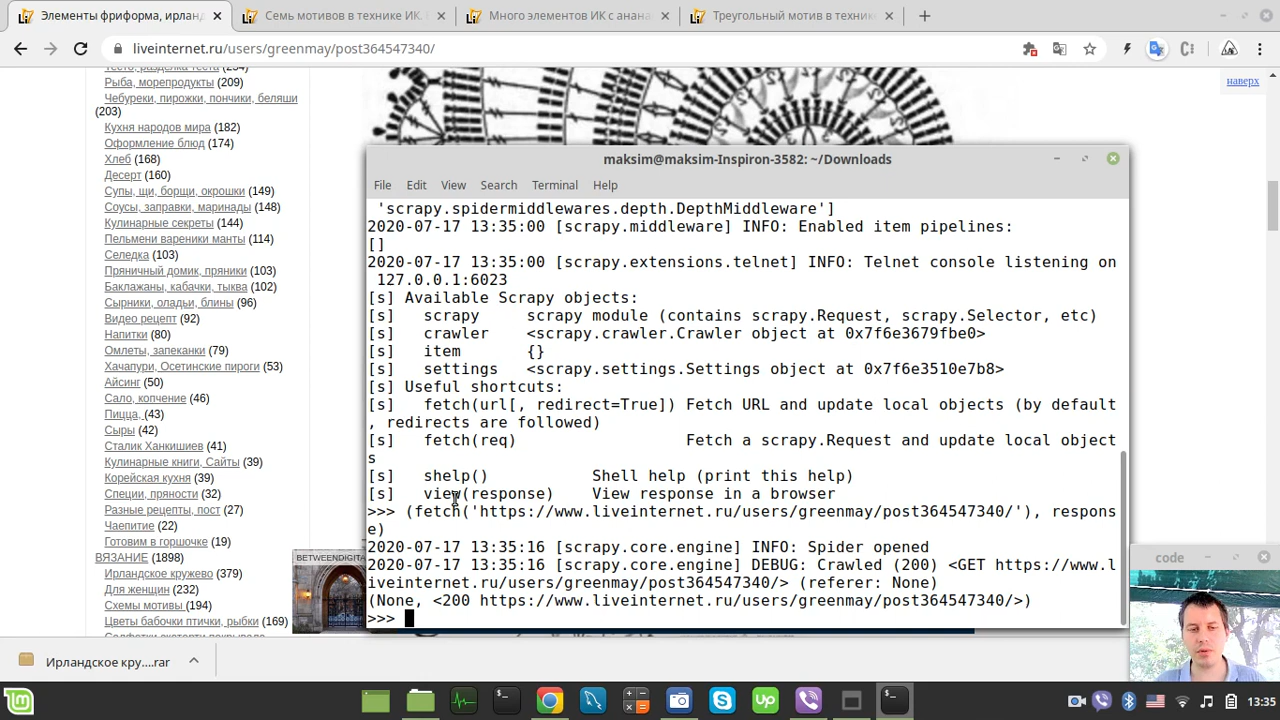 Элементы фриформа, ирланд
Семь мотивов в технике ИК.
Много элементов ИК с анана
Треугольный мотив в техник
liveinternet.ru/users/greenmay/post364547340/
Рыба, морепродукты (209)
Чебуреки, пирожки, пончики, беляши
(203)
Кухня народов мира (182)
Оформление блюд (174)
Хлеб (168)
Десерт (160)
Супы, щи, борщи, окрошки (149)
Соусы, заправки, маринады (148)
Кулинарные секреты (144)
Пельмени вареники манты (114)
Селедка (103)
Пряничный домик, пряники (103)
Баклажаны, кабачки, тыква (102)
Сырники, оладьи, блины (96)
Видео рецепт (92)
Напитки (80)
Омлеты, запеканки (79)
Хачапури, Осетинские пироги (53)
Айсинг (50)
Сало, копчение (46)
Пицца, (43)
Сыры (42)
Сталик Ханкишиев (41)
Кулинарные книги, Сайты (39)
Корейская кухня (39)
Специи, пряности (32)
Разные рецепты, пост (27)
Чаепитие (22)
Готовим в горшочке (19)
ВЯЗАНИЕ (1898)
Ирландское кружево (379)
Для женщин (232)
Схемы мотивы (194)
Цветы бабочки птички, рыбки (169)
наверх
BETWEENDIGITA
maksim@maksim-Inspiron-3582: ~/Downloads
File Edit View Search Terminal Help
'scrapy.spidermiddlewares.depth.DepthMiddleware']
2020-07-17 13:35:00 [scrapy.middleware] INFO: Enabled item pipelines:
[]
2020-07-17 13:35:00 [scrapy.extensions.telnet] INFO: Telnet console listening on
127.0.0.1:6023
[s] Available Scrapy objects:
[s] scrapy scrapy module (contains scrapy.Request, scrapy.Selector, etc)
[s] crawler <scrapy.crawler.Crawler object at 0x7f6e3679fbe0>
[s] item {}
[s] settings <scrapy.settings.Settings object at 0x7f6e3510e7b8>
[s] Useful shortcuts:
[s] fetch(url[, redirect=True]) Fetch URL and update local objects (by default
, redirects are followed)
[s] fetch(req) Fetch a scrapy.Request and update local object
s
[s] shelp() Shell help (print this help)
[s] view(response) View response in a browser
>>> (fetch('https://www.liveinternet.ru/users/greenmay/post364547340/'), respons
e)
2020-07-17 13:35:16 [scrapy.core.engine] INFO: Spider opened
2020-07-17 13:35:16 [scrapy.core.engine] DEBUG: Crawled (200) <GET https://www.l
iveinternet.ru/users/greenmay/post364547340/> (referer: None)
(None, <200 https://www.liveinternet.ru/users/greenmay/post364547340/>)
>>>
code
Ирландское кру....rar
13:35